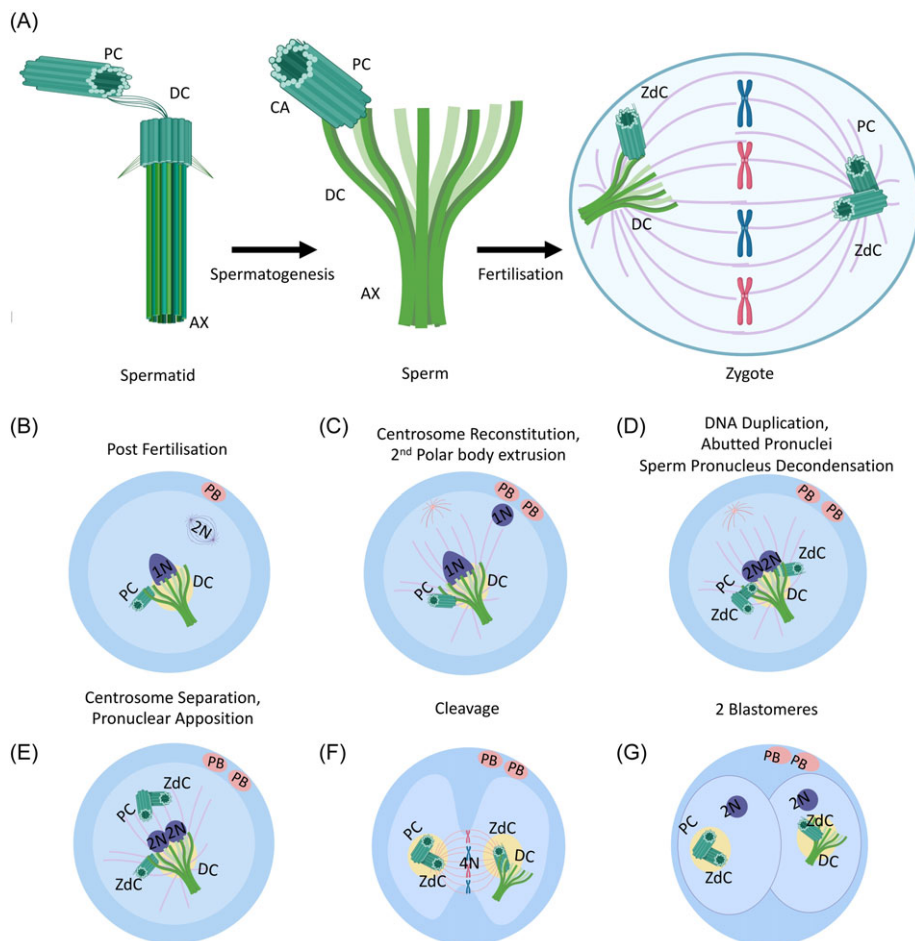 (A)
PC
DC
AX
Spermatid
Spermatogenesis
PC
CA
DC
AX
Sperm
Fertilisation
ZdC
DC
PC
ZdC
Zygote
(B)
Post Fertilisation
PB
2N
1N
PC
DC
(C)
Centrosome Reconstitution,
2nd Polar body extrusion
PB
PB
1N
1N
PC
DC
(D)
DNA Duplication,
Abutted Pronuclei
Sperm Pronucleus Decondensation
PB
PB
ZdC
2N
2N
PC
DC
ZdC
(E)
Centrosome Separation,
Pronuclear Apposition
PB
PB
ZdC
PC
2N
2N
ZdC
DC
(F)
Cleavage
PB
PB
PC
ZdC
DC
4N
ZdC
(G)
2 Blastomeres
PB
PB
2N
2N
PC
ZdC
ZdC
DC